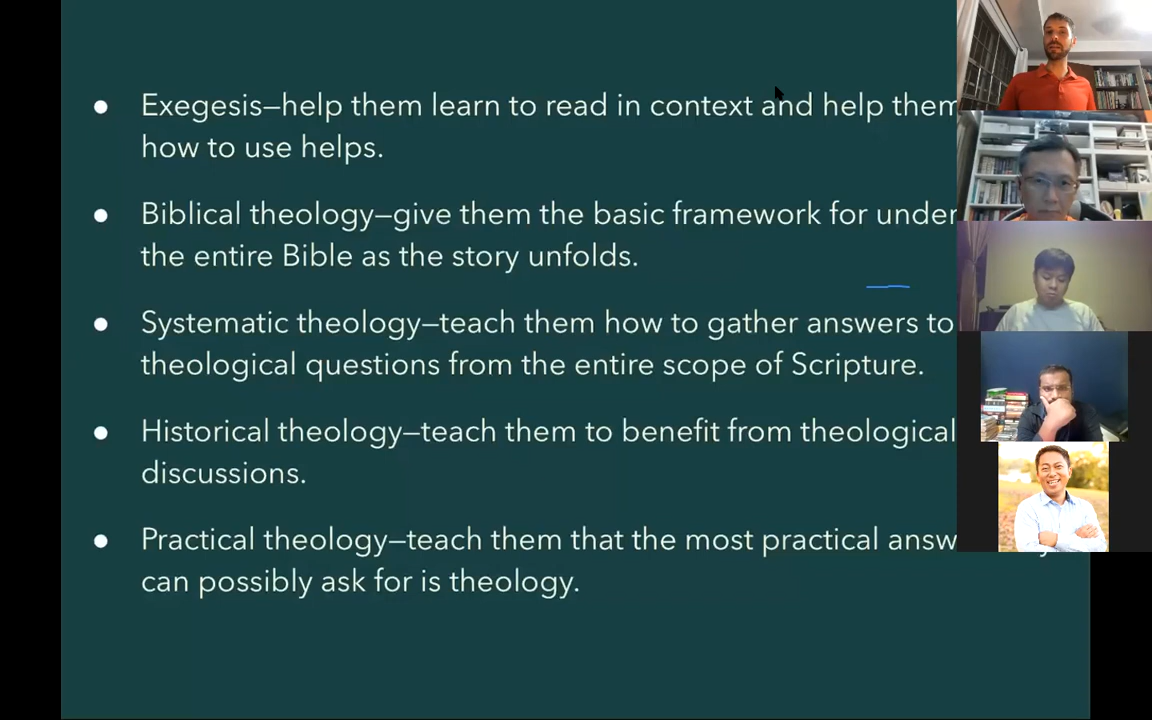 ● Exegesis—help them learn to read in context and help them
how to use helps.
● Biblical theology—give them the basic framework for
the entire Bible as the story unfolds.
● Systematic theology—teach them how to gather answers to
theological questions from the entire scope of Scripture.
● Historical theology—teach them to benefit from theological
discussions.
● Practical theology—teach them that the most practical
can possibly ask for is theology.